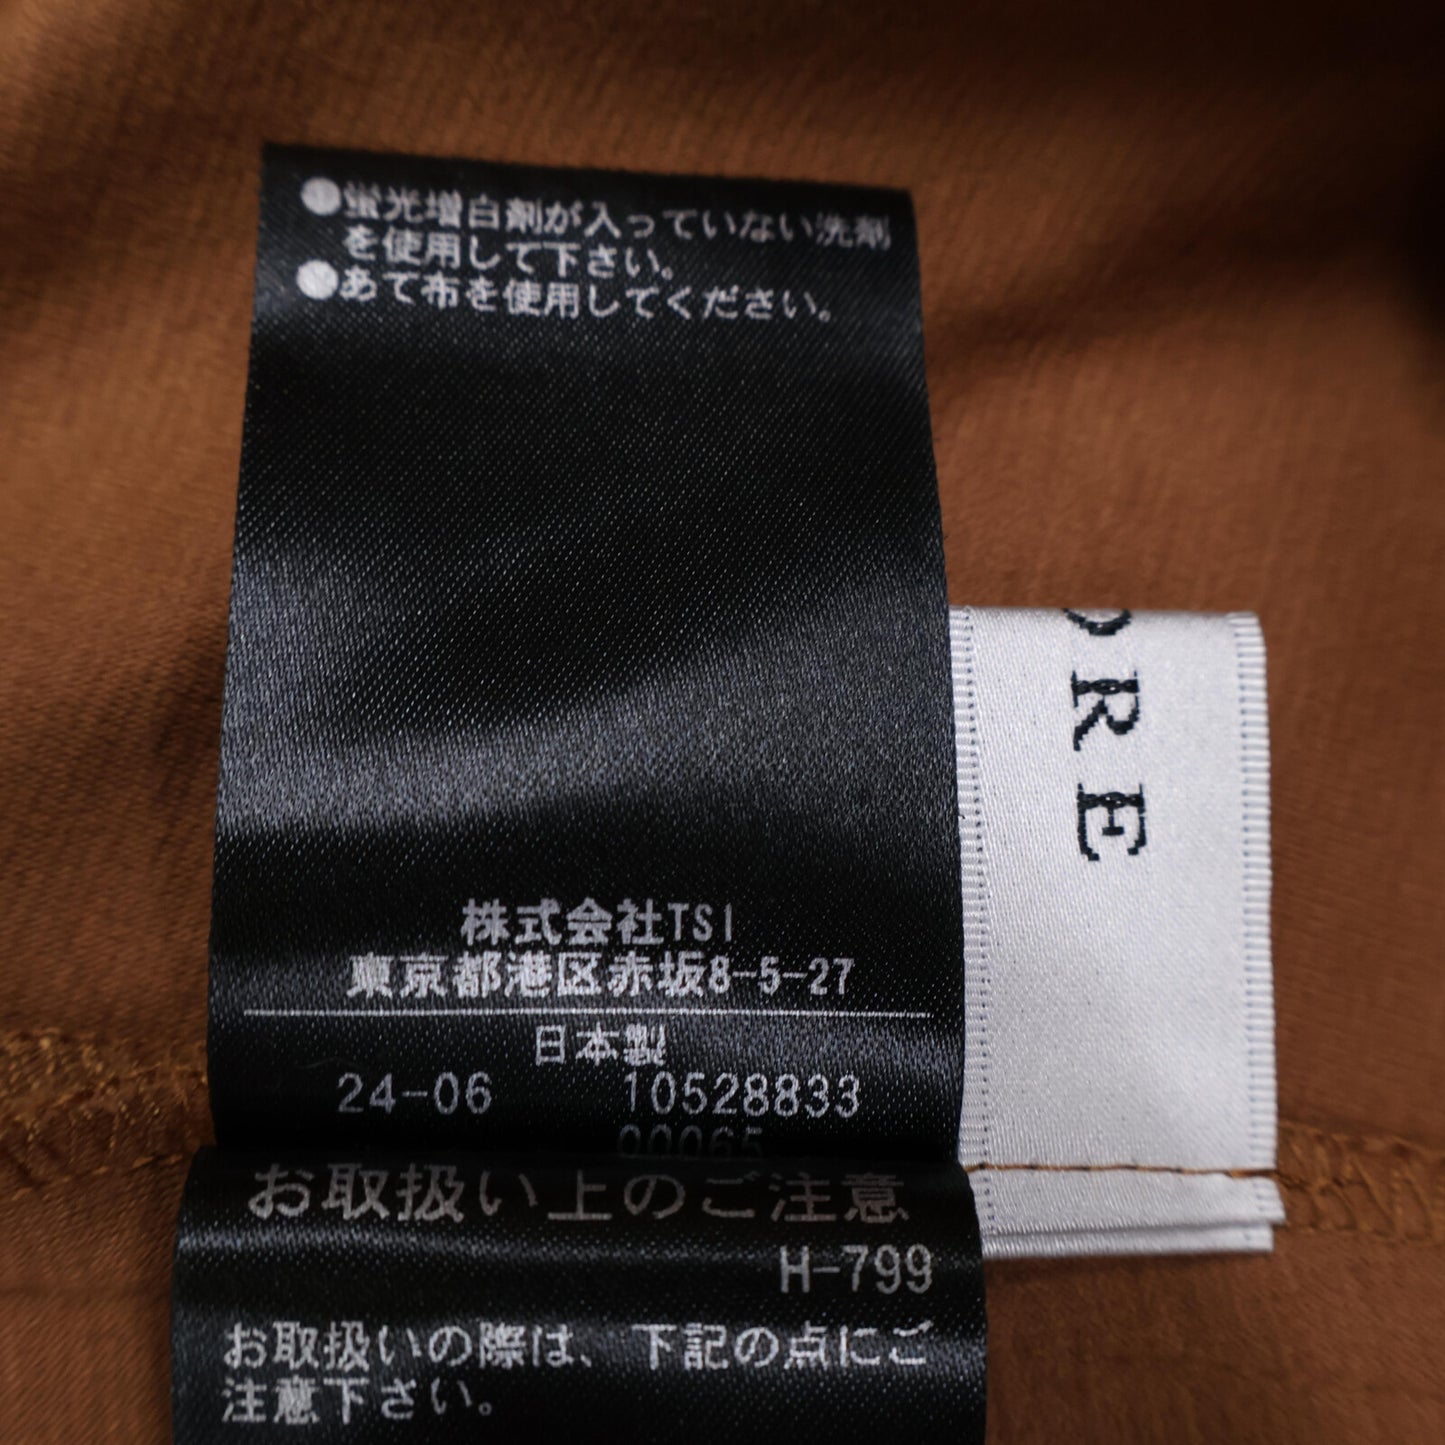 ●蛍光増白剤が入っていない洗剤
を使用して下さい。
●あて布を使用してください。
株式会社TSI
東京都港区赤坂8-5-27
日本製
24-06 10528833
00065
お取扱い上のご注意
H-799
お取扱いの際は、下記の点にご
注意下さい。
ORE